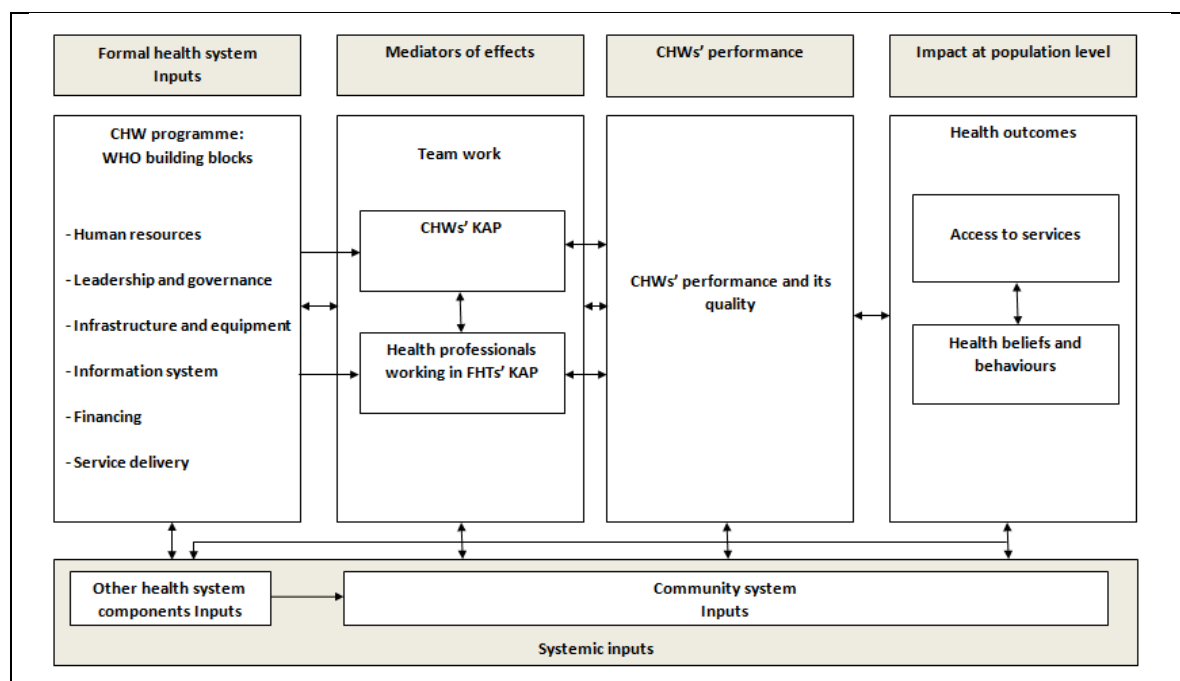 Formal health system
Inputs
Mediators of effects
CHWs' performance
Impact at population level
CHW programme:
WHO building blocks
- Human resources
- Leadership and governance
- Infrastructure and equipment
- Information system
- Financing
- Service delivery
Team work
CHWs' KAP
Health professionals
working in FHTs' KAP
CHWs' performance and its
quality
Health outcomes
Access to services
Health beliefs and
behaviours
Other health system
components Inputs
Community system
Inputs
Systemic inputs